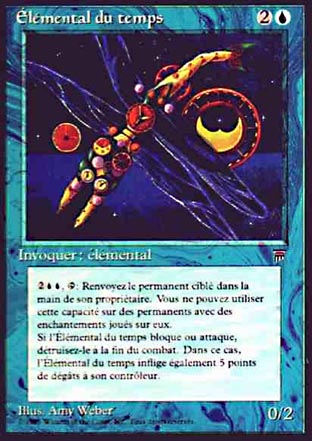 Élémental du temps 2
Invoquer : élémental
2 : Renvoyez le permanent ciblé dans la
main de son propriétaire. Vous ne pouvez utiliser
cette capacité sur des permanents avec des
enchantements joués sur eux.
Si l'Élémental du temps bloque ou attaque,
détruisez-le à la fin du combat. Dans ce cas,
l'Élémental du temps inflige également 5 points
de dégâts à son contrôleur.
Illus. Amy Weber
0/2